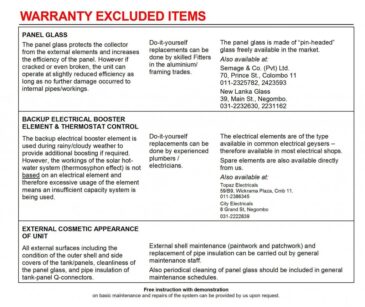 WARRANTY EXCLUDED ITEMS
PANEL GLASS
The panel glass protects the collector
from the external elements and increases
the efficiency of the panel. However if
cracked or even broken, the unit can
operate at slightly reduced efficiency as
long as no further damage occurred to
internal pipes/workings.
Do-it-yourself
replacements can be
done by skilled Fitters
in the aluminium/
framing trades.
The panel glass is made of “pin-headed”
glass freely available in the market.
Also available at:
Semage & Co. (Pvt) Ltd.
70, Prince St., Colombo 11
011-2325782, 2423593
New Lanka Glass
39, Main St., Negombo.
031-2232630, 2231162
BACKUP ELECTRICAL BOOSTER
ELEMENT & THERMOSTAT CONTROL
The backup electrical element is
used during rainy/cloudy weather to
provide additional boosting if required.
However, the workings of the solar hot-
water system (thermosyphon effect) is not
based on an electrical element and
therefore excessive usage of the element
means an insufficient capacity system is
being used.
Do-it-yourself
replacements can be
done by experienced
plumbers /
electricians.
The electrical elements are of the type
available in common electrical geysers –
therefore available in most electrical shops.
Spare elements are also available directly
from us.
Also available at:
Topaz Electricals
59/89, Wickrama Place, Cmb 11.
011-2386345
City Electricals
8 Grand St, Negombo
031-2222839
EXTERNAL COSMETIC APPEARANCE
OF UNIT
All external surfaces including the
condition of the outer shell and side
covers of the tank/panels, cleanliness of
the panel glass, and pipe insulation of
tank-panel Q-connectors.
External shell maintenance (paintwork and patchwork) and
replacement of pipe insulation can be carried out by general
maintenance staff.
Also periodical cleaning of panel glass should be included in general
maintenance schedules.
Free instruction with demonstration
on basic maintenance and repairs of the system can be provided by us upon request.